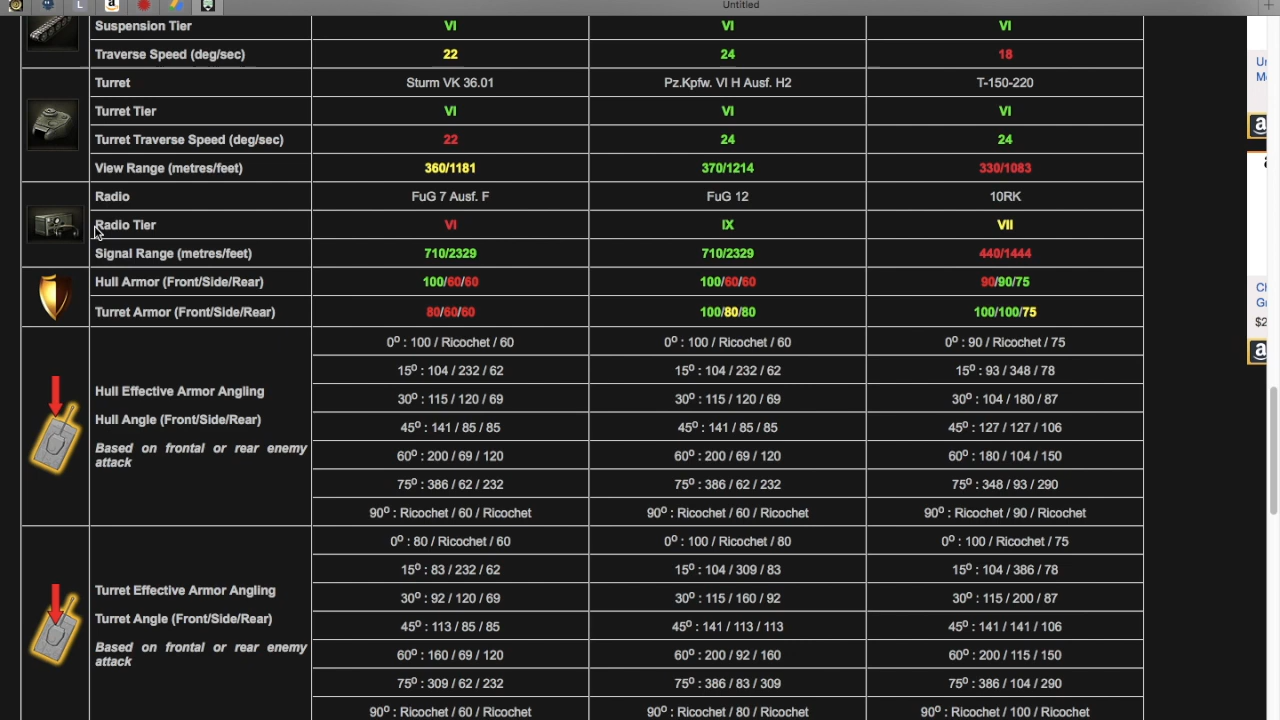 Untitled
Suspension Tier VI VI VI
Traverse Speed (deg/sec) 22 24 18
Turret Sturm VK 36.01 Pz.Kpfw. VI H Ausf. H2 T-150-220
Turret Tier VI VI VI
Turret Traverse Speed (deg/sec) 22 24 24
View Range (metres/feet) 360/1181 370/1214 330/1083
Radio FuG 7 Ausf. F FuG 12 10RK
Radio Tier VI IX VII
Signal Range (metres/feet) 710/2329 710/2329 440/1444
Hull Armor (Front/Side/Rear) 100/60/60 100/60/60 90/90/75
Turret Armor (Front/Side/Rear) 80/60/60 100/80/80 100/100/75
Hull Effective Armor Angling
Hull Angle (Front/Side/Rear)
Based on frontal or rear enemy
attack
0º : 100 / Ricochet / 60 0º : 100 / Ricochet / 60 0º : 90 / Ricochet / 75
15º : 104 / 232 / 62 15º : 104 / 232 / 62 15º : 93 / 348 / 78
30º : 115 / 120 / 69 30º : 115 / 120 / 69 30º : 104 / 180 / 87
45º : 141 / 85 / 85 45º : 141 / 85 / 85 45º : 127 / 127 / 106
60º : 200 / 69 / 120 60º : 200 / 69 / 120 60º : 180 / 104 / 150
75º : 386 / 62 / 232 75º : 386 / 62 / 232 75º : 348 / 93 / 290
90º : Ricochet / 60 / Ricochet 90º : Ricochet / 60 / Ricochet 90º : Ricochet / 90 / Ricochet
Turret Effective Armor Angling
Turret Angle (Front/Side/Rear)
Based on frontal or rear enemy
attack
0º : 80 / Ricochet / 60 0º : 100 / Ricochet / 80 0º : 100 / Ricochet / 75
15º : 83 / 232 / 62 15º : 104 / 309 / 83 15º : 104 / 386 / 78
30º : 92 / 120 / 69 30º : 115 / 160 / 92 30º : 115 / 200 / 87
45º : 113 / 85 / 85 45º : 141 / 113 / 113 45º : 141 / 141 / 106
60º : 160 / 69 / 120 60º : 200 / 92 / 160 60º : 200 / 115 / 150
75º : 309 / 62 / 232 75º : 386 / 83 / 309 75º : 386 / 104 / 290
90º : Ricochet / 60 / Ricochet 90º : Ricochet / 80 / Ricochet 90º : Ricochet / 100 / Ricochet